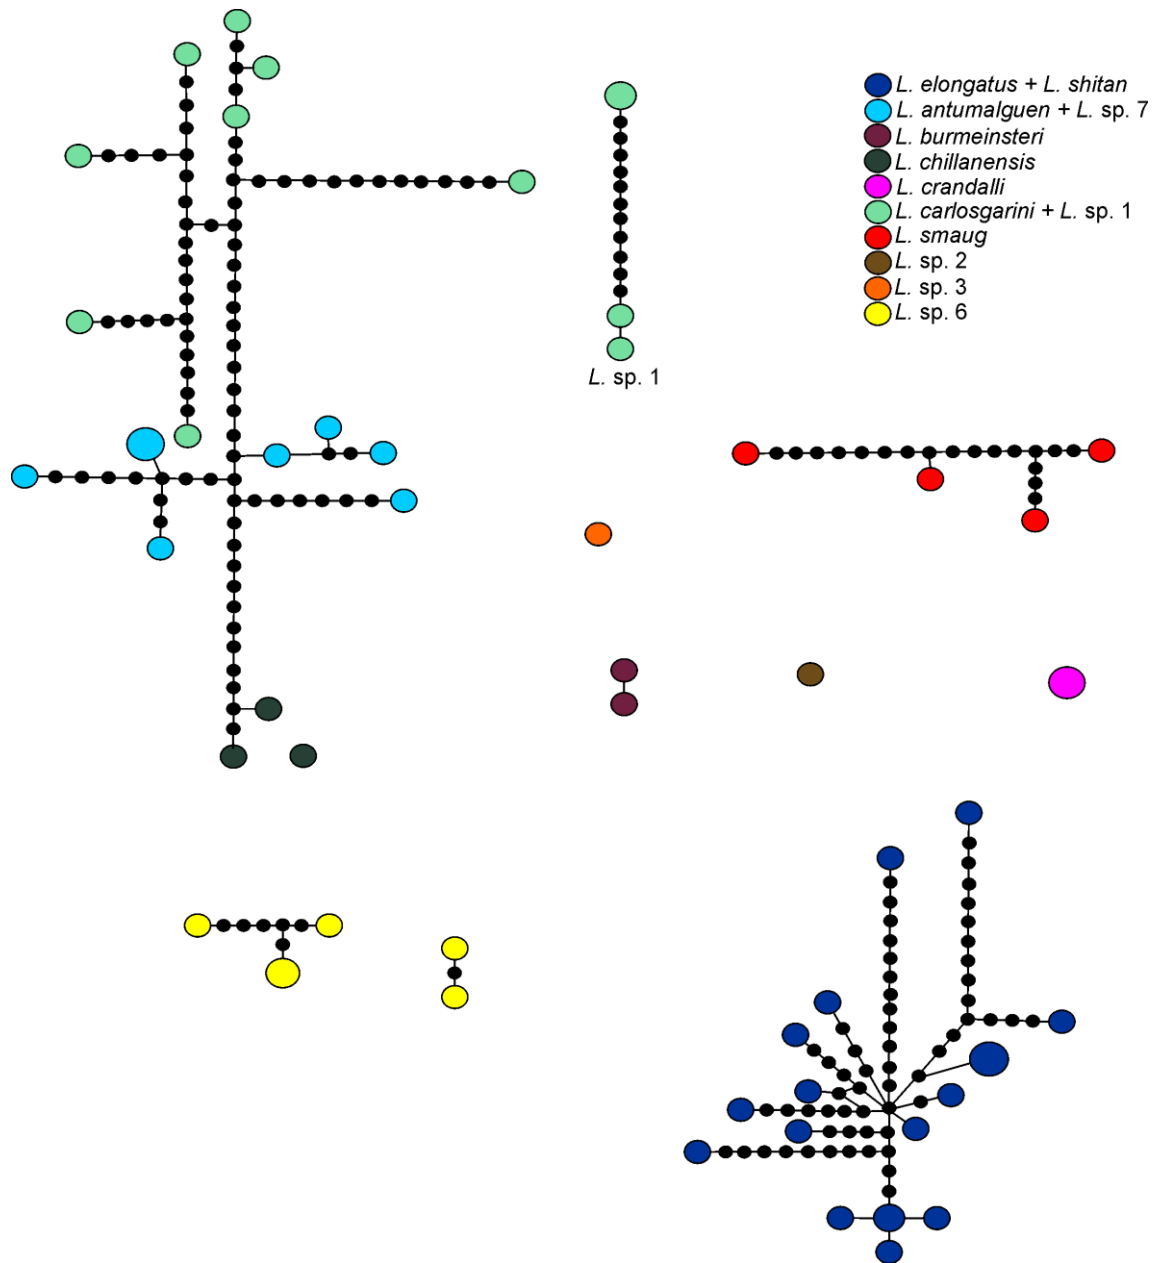 L. elongatus + L. shitan
L. antumalguen + L. sp. 7
L. burmeinsteri
L. chillanensis
L. crandalli
L. carlosgarini + L. sp. 1
L. smaug
L. sp. 2
L. sp. 3
L. sp. 6
L. sp. 1